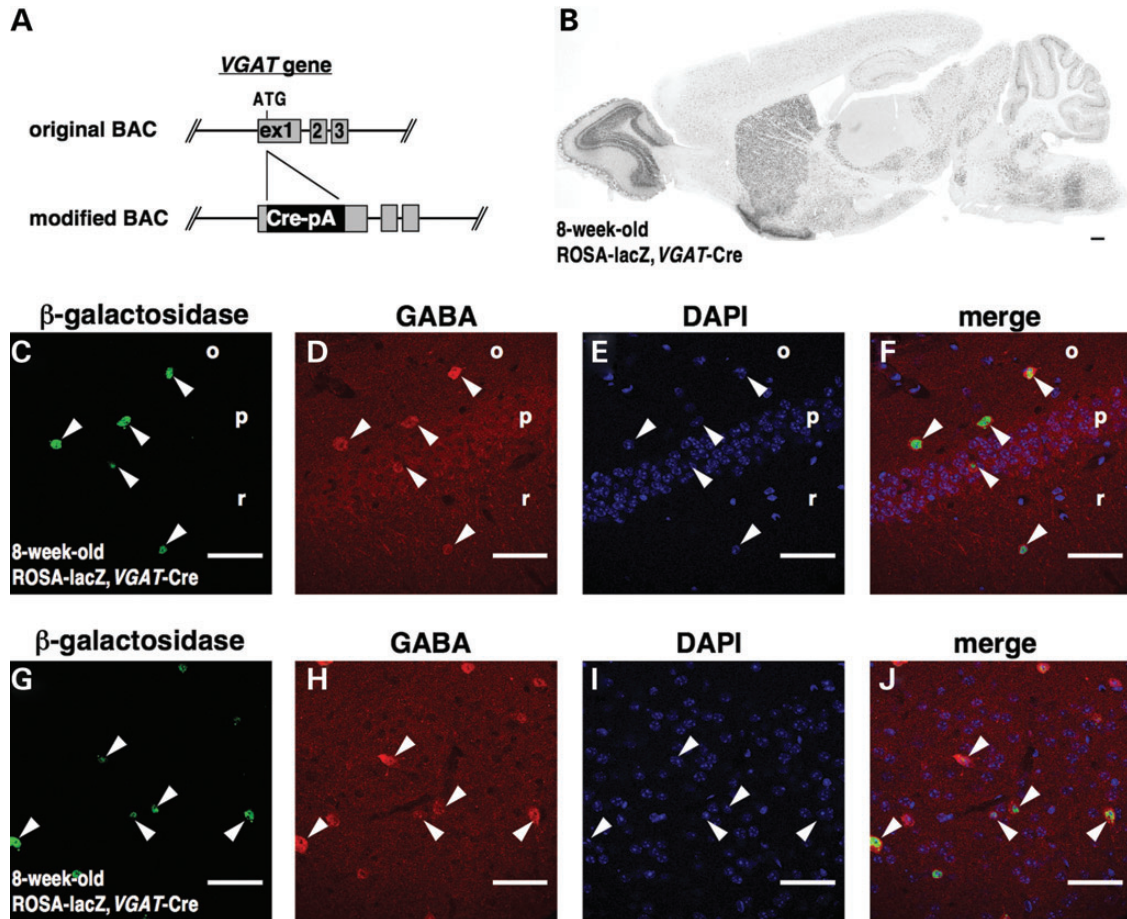 A
VGAT gene
ATG
original BAC
ex1 2 3
modified BAC
Cre-pA
B
8-week-old
ROSA-lacZ, VGAT-Cre
β-galactosidase
GABA
DAPI
merge
C
o
p
r
8-week-old
ROSA-lacZ, VGAT-Cre
D
o
p
r
E
o
p
r
F
o
p
r
β-galactosidase
GABA
DAPI
merge
G
8-week-old
ROSA-lacZ, VGAT-Cre
H
I
J